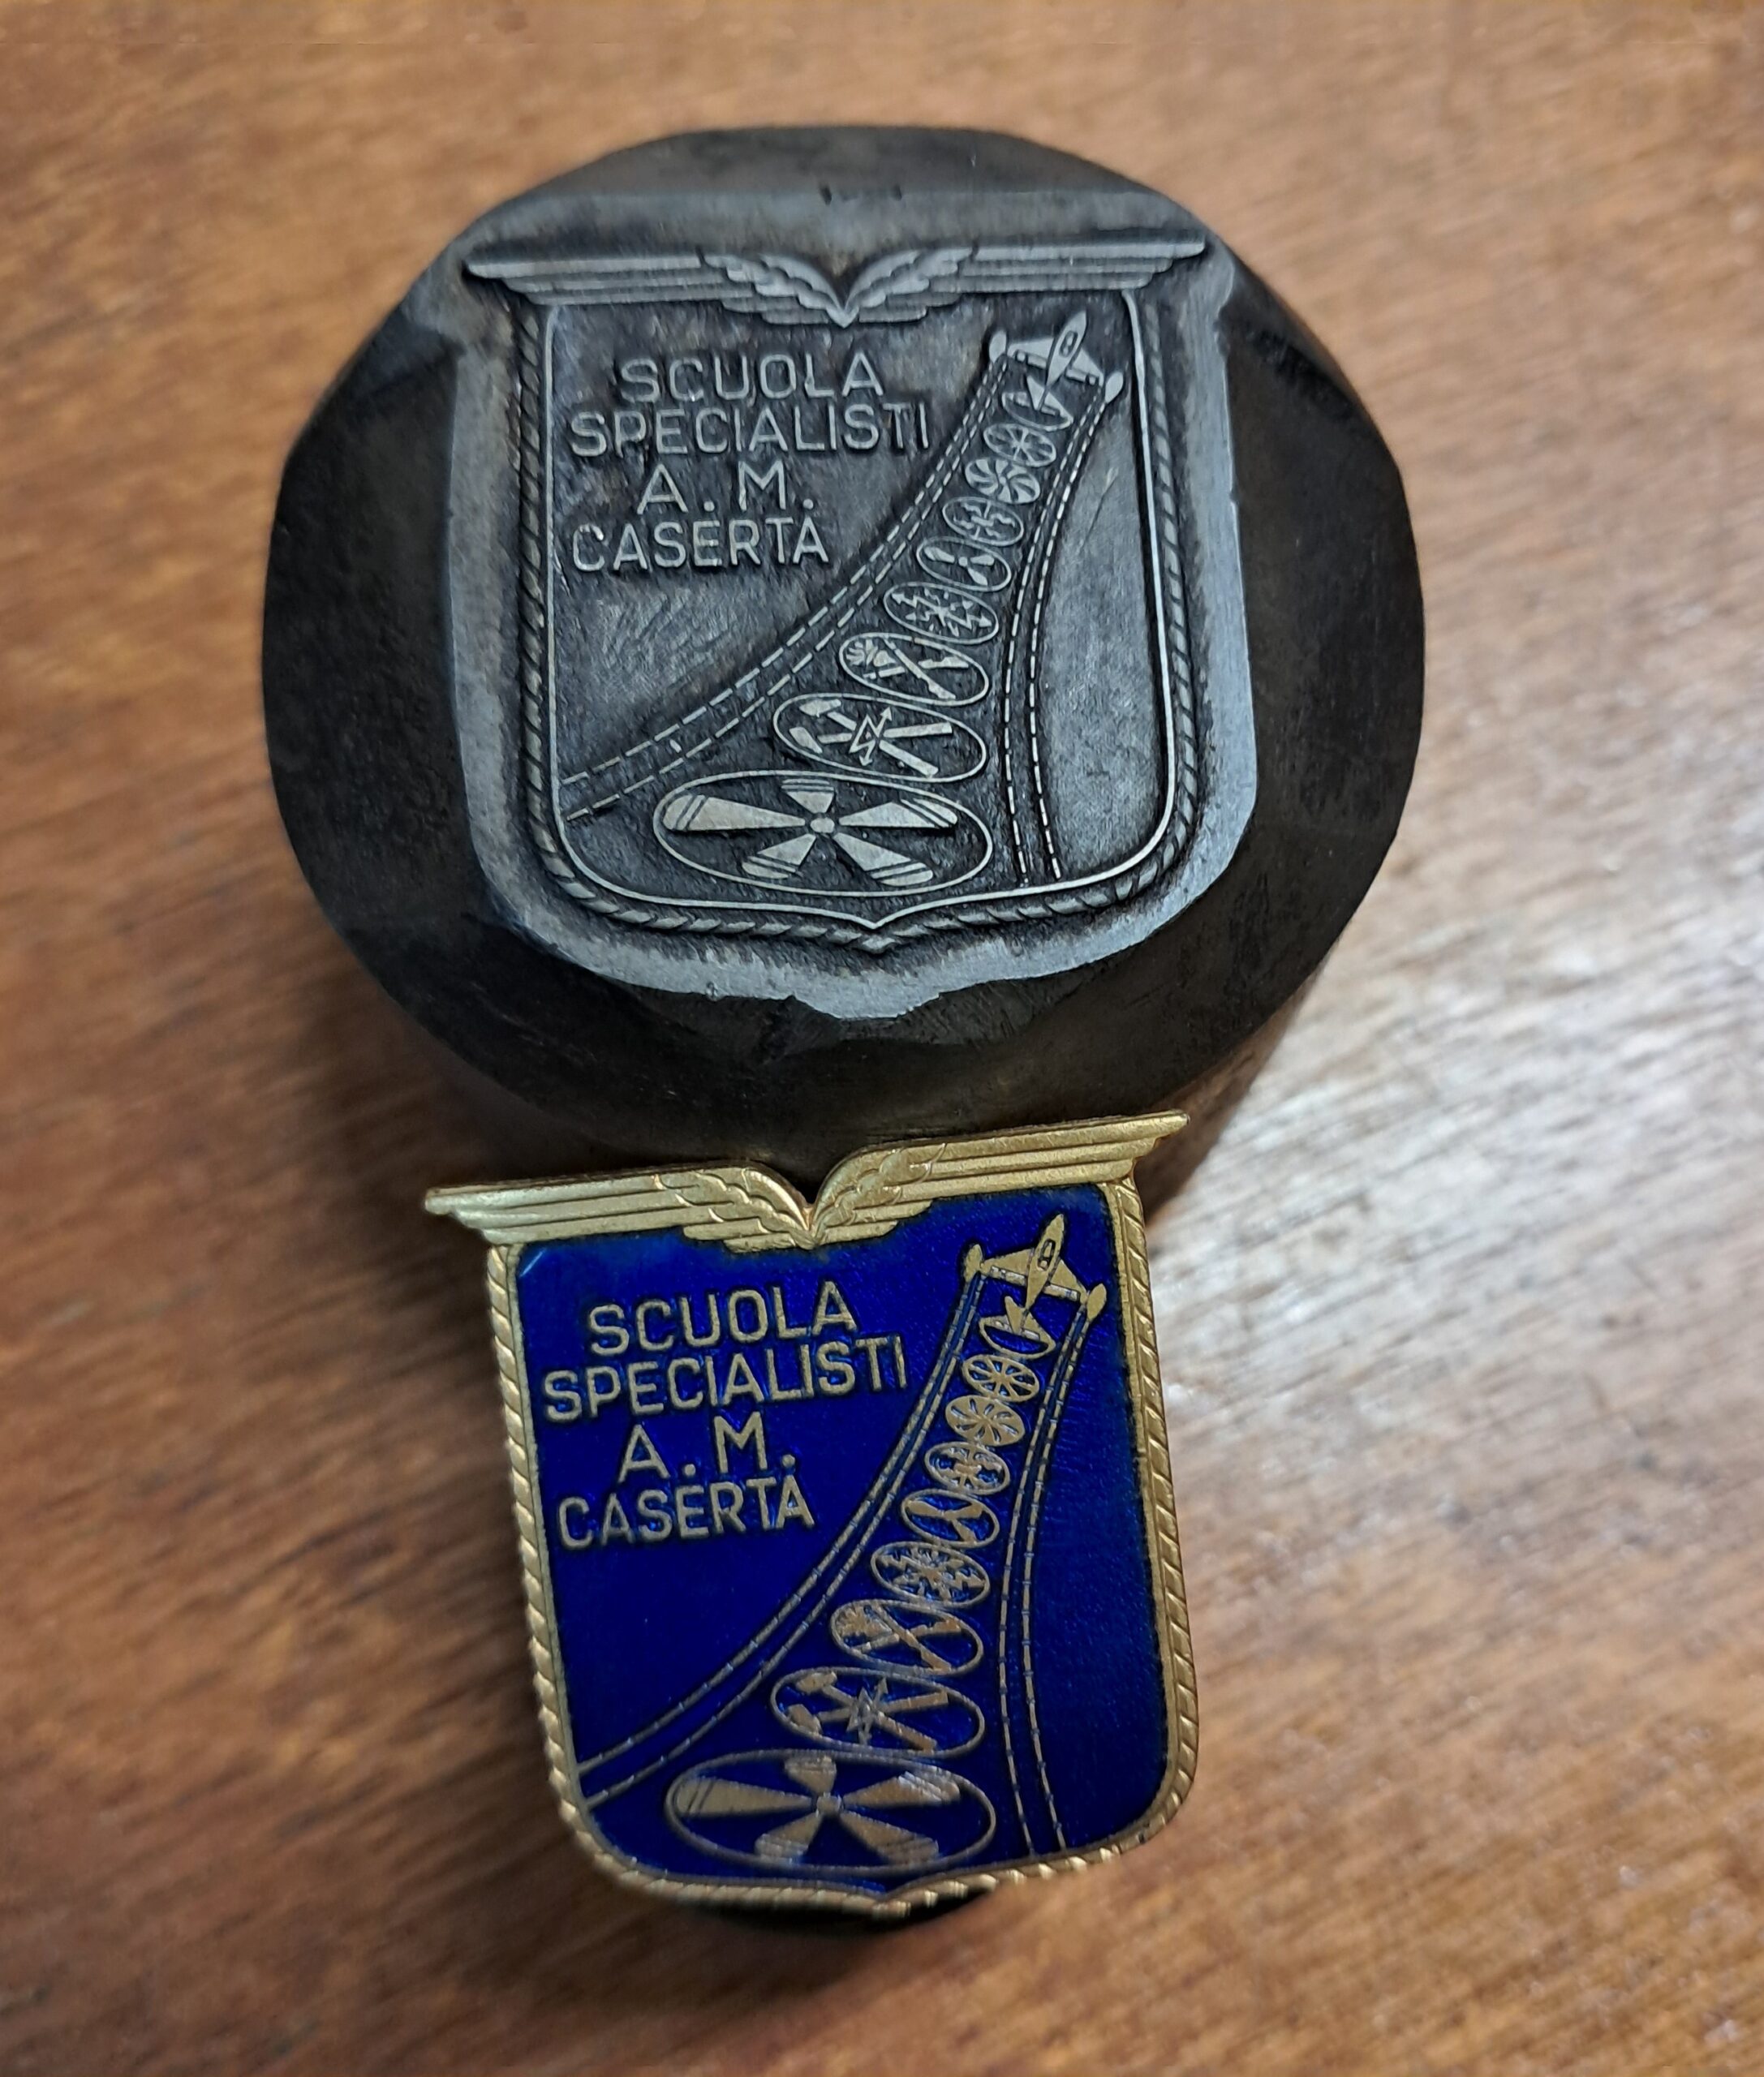 SCUOLA
SPECIALISTI
A. M.
CASERTA
SCUOLA
SPECIALISTI
A. M.
CASERTA